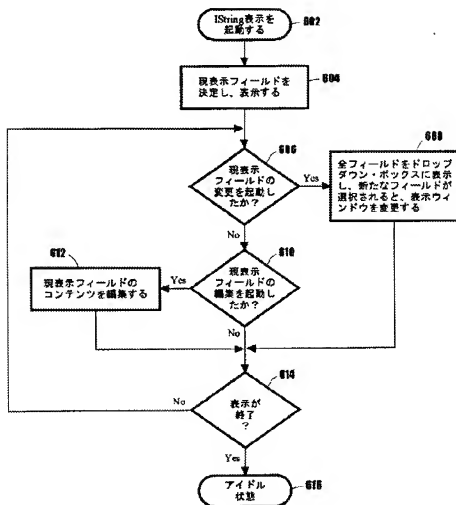 IString表示を
起動する
602
現表示フィールドを
決定し、表示する
604
606
現表示
フィールドの
変更を起動し
たか？
Yes
608
全フィールドをドロップ
ダウン・ボックスに表示
し、新たなフィールドが
選択されると、表示ウィ
ンドウを変更する
No
610
現表示
フィールドの
編集を起動し
たか？
Yes
612
現表示フィールドの
コンテンツを編集する
No
614
表示が
終了
？
No
Yes
アイドル
状態
616